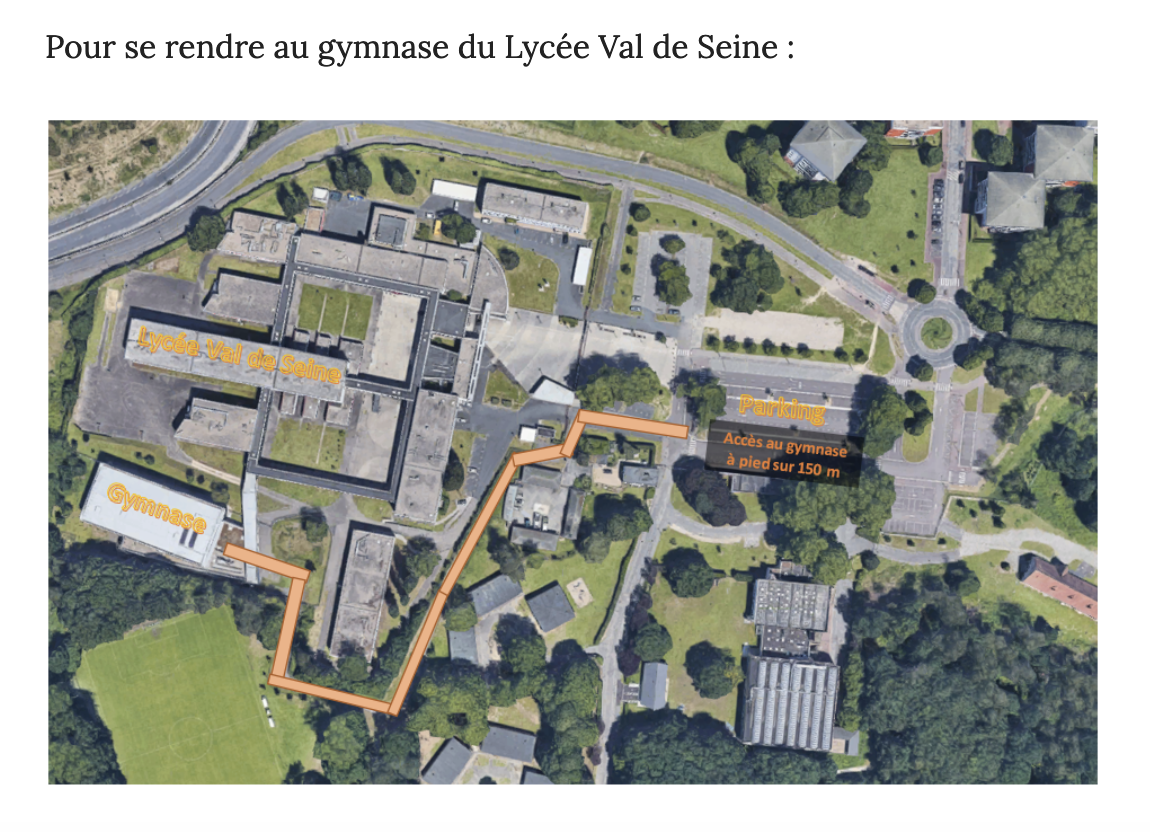 Pour se rendre au gymnase du Lycée Val de Seine :
Lycée Val de Seine
Parking
Accès au gymnase
à pied sur 150 m
Gymnase